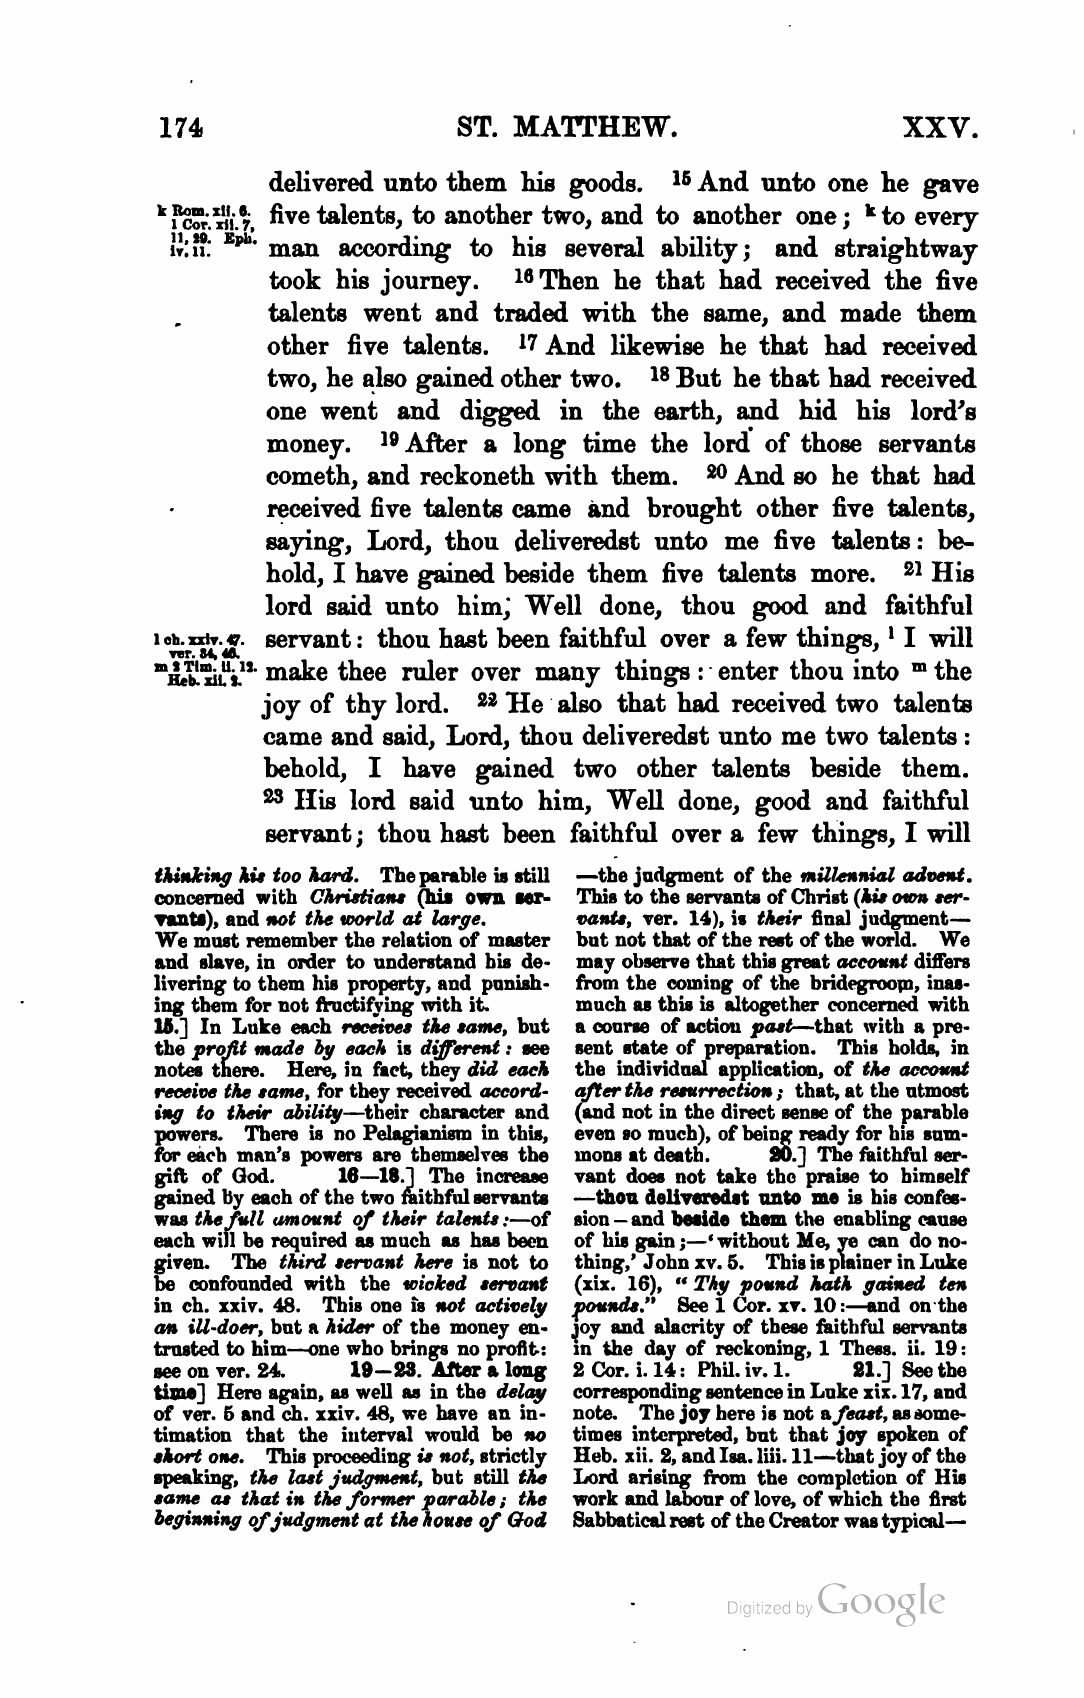 174 ST. MATTHEW. XXV.
delivered unto them his goods. 15 And unto one he gave
k Rom. xii. 6.
1 Cor. xii. 7,
11, 29. Eph.
iv. 11.
five talents, to another two, and to another one; k to every
man according to his several ability; and straightway
took his journey. 16 Then he that had received the five
talents went and traded with the same, and made them
other five talents. 17 And likewise he that had received
two, he also gained other two. 18 But he that had received
one went and digged in the earth, and hid his lord's
money. 19 After a long time the lord of those servants
cometh, and reckoneth with them. 20 And so he that had
received five talents came and brought other five talents,
saying, Lord, thou deliveredst unto me five talents: be-
hold, I have gained beside them five talents more. 21 His
lord said unto him, Well done, thou good and faithful
l ch. xxiv. 47.
ver. 34, 46.
m 2 Tim. ii. 12.
Heb. xii. 2.
servant: thou hast been faithful over a few things, l I will
make thee ruler over many things: enter thou into m the
joy of thy lord. 22 He also that had received two talents
came and said, Lord, thou deliveredst unto me two talents:
behold, I have gained two other talents beside them.
23 His lord said unto him, Well done, good and faithful
servant; thou hast been faithful over a few things, I will
thinking his too hard. The parable is still
concerned with Christians (his own ser-
vants), and not the world at large.
We must remember the relation of master
and slave, in order to understand his de-
livering to them his property, and punish-
ing them for not fructifying with it.
15.] In Luke each receives the same, but
the profit made by each is different: see
notes there. Here, in fact, they did each
receive the same, for they received accord-
ing to their ability—their character and
powers. There is no Pelagianism in this,
for each man's powers are themselves the
gift of God. 16—18.] The increase
gained by each of the two faithful servants
was the full amount of their talents:—of
each will be required as much as has been
given. The third servant here is not to
be confounded with the wicked servant
in ch. xxiv. 48. This one is not actively
an ill-doer, but a hider of the money en-
trusted to him—one who brings no profit:
see on ver. 24. 19—23. After a long
time] Here again, as well as in the delay
of ver. 5 and ch. xxiv. 48, we have an in-
timation that the interval would be no
short one. This proceeding is not, strictly
speaking, the last judgment, but still the
same as that in the former parable; the
beginning of judgment at the house of God
—the judgment of the millennial advent.
This to the servants of Christ (his own ser-
vants, ver. 14), is their final judgment—
but not that of the rest of the world. We
may observe that this great account differs
from the coming of the bridegroom, inas-
much as this is altogether concerned with
a course of action past—that with a pre-
sent state of preparation. This holds, in
the individual application, of the account
after the resurrection; that, at the utmost
(and not in the direct sense of the parable
even so much), of being ready for his sum-
mons at death. 20.] The faithful ser-
vant does not take the praise to himself
—thou deliveredst unto me is his confes-
sion—and beside them the enabling cause
of his gain;—'without Me, ye can do no-
thing,' John xv. 5. This is plainer in Luke
(xix. 16), "Thy pound hath gained ten
pounds." See 1 Cor. xv. 10:—and on the
joy and alacrity of these faithful servants
in the day of reckoning, 1 Thess. ii. 19:
2 Cor. i. 14: Phil. iv. 1. 21.] See the
corresponding sentence in Luke xix. 17, and
note. The joy here is not a feast, as some-
times interpreted, but that joy spoken of
Heb. xii. 2, and Isa. liii. 11—that joy of the
Lord arising from the completion of His
work and labour of love, of which the first
Sabbatical rest of the Creator was typical—
Digitized by Google